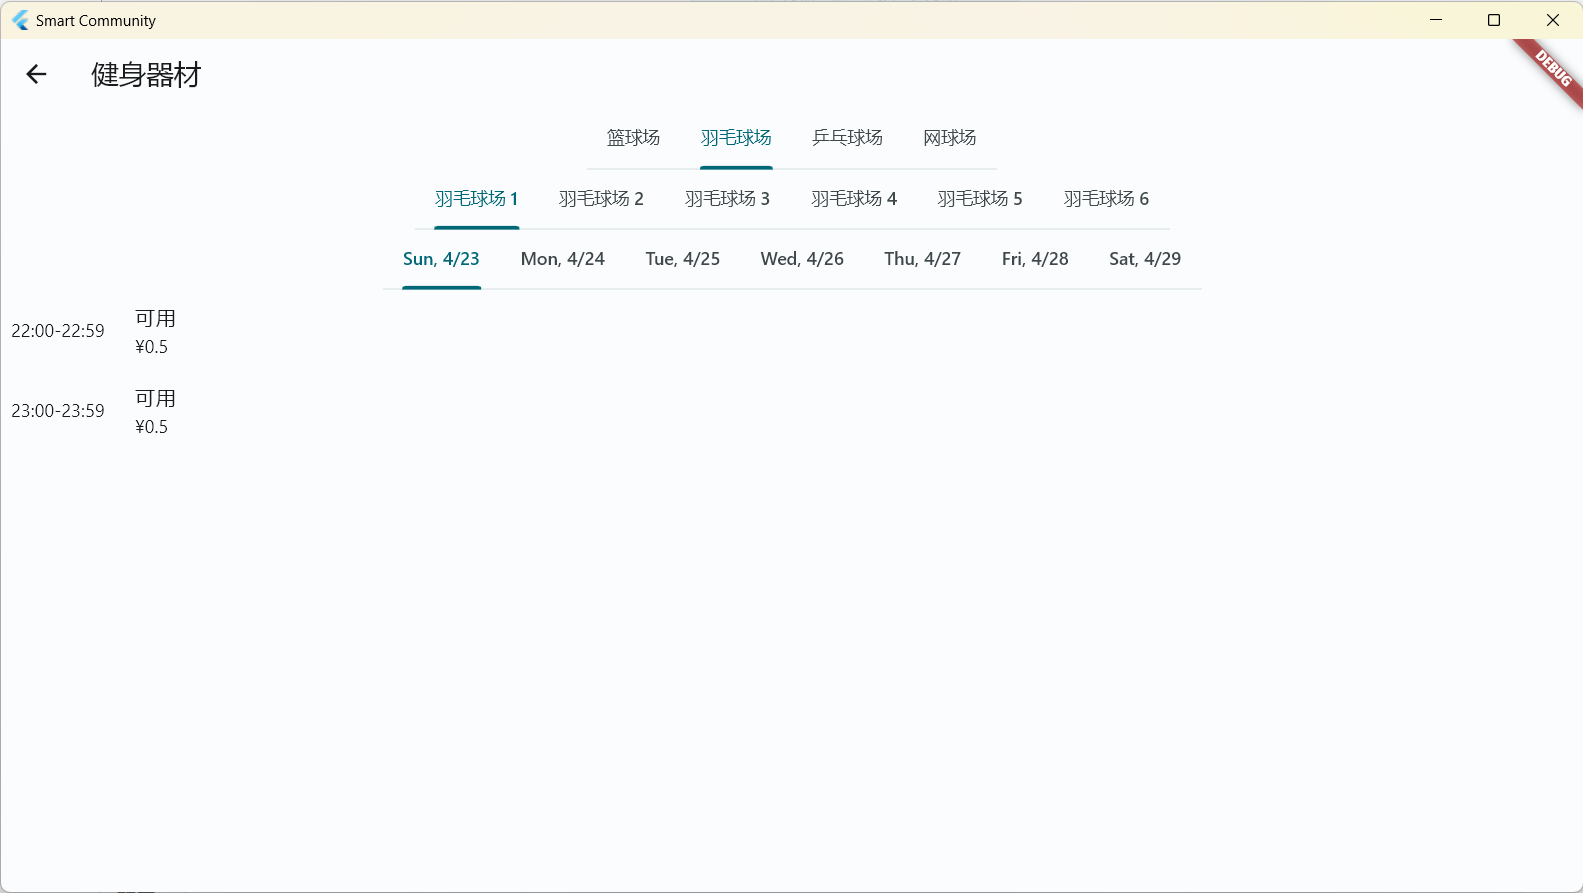 Smart Community
DEBUG
健身器材
篮球场 羽毛球场 乒乓球场 网球场
羽毛球场 1 羽毛球场 2 羽毛球场 3 羽毛球场 4 羽毛球场 5 羽毛球场 6
Sun, 4/23 Mon, 4/24 Tue, 4/25 Wed, 4/26 Thu, 4/27 Fri, 4/28 Sat, 4/29
22:00-22:59
可用
¥0.5
23:00-23:59
可用
¥0.5